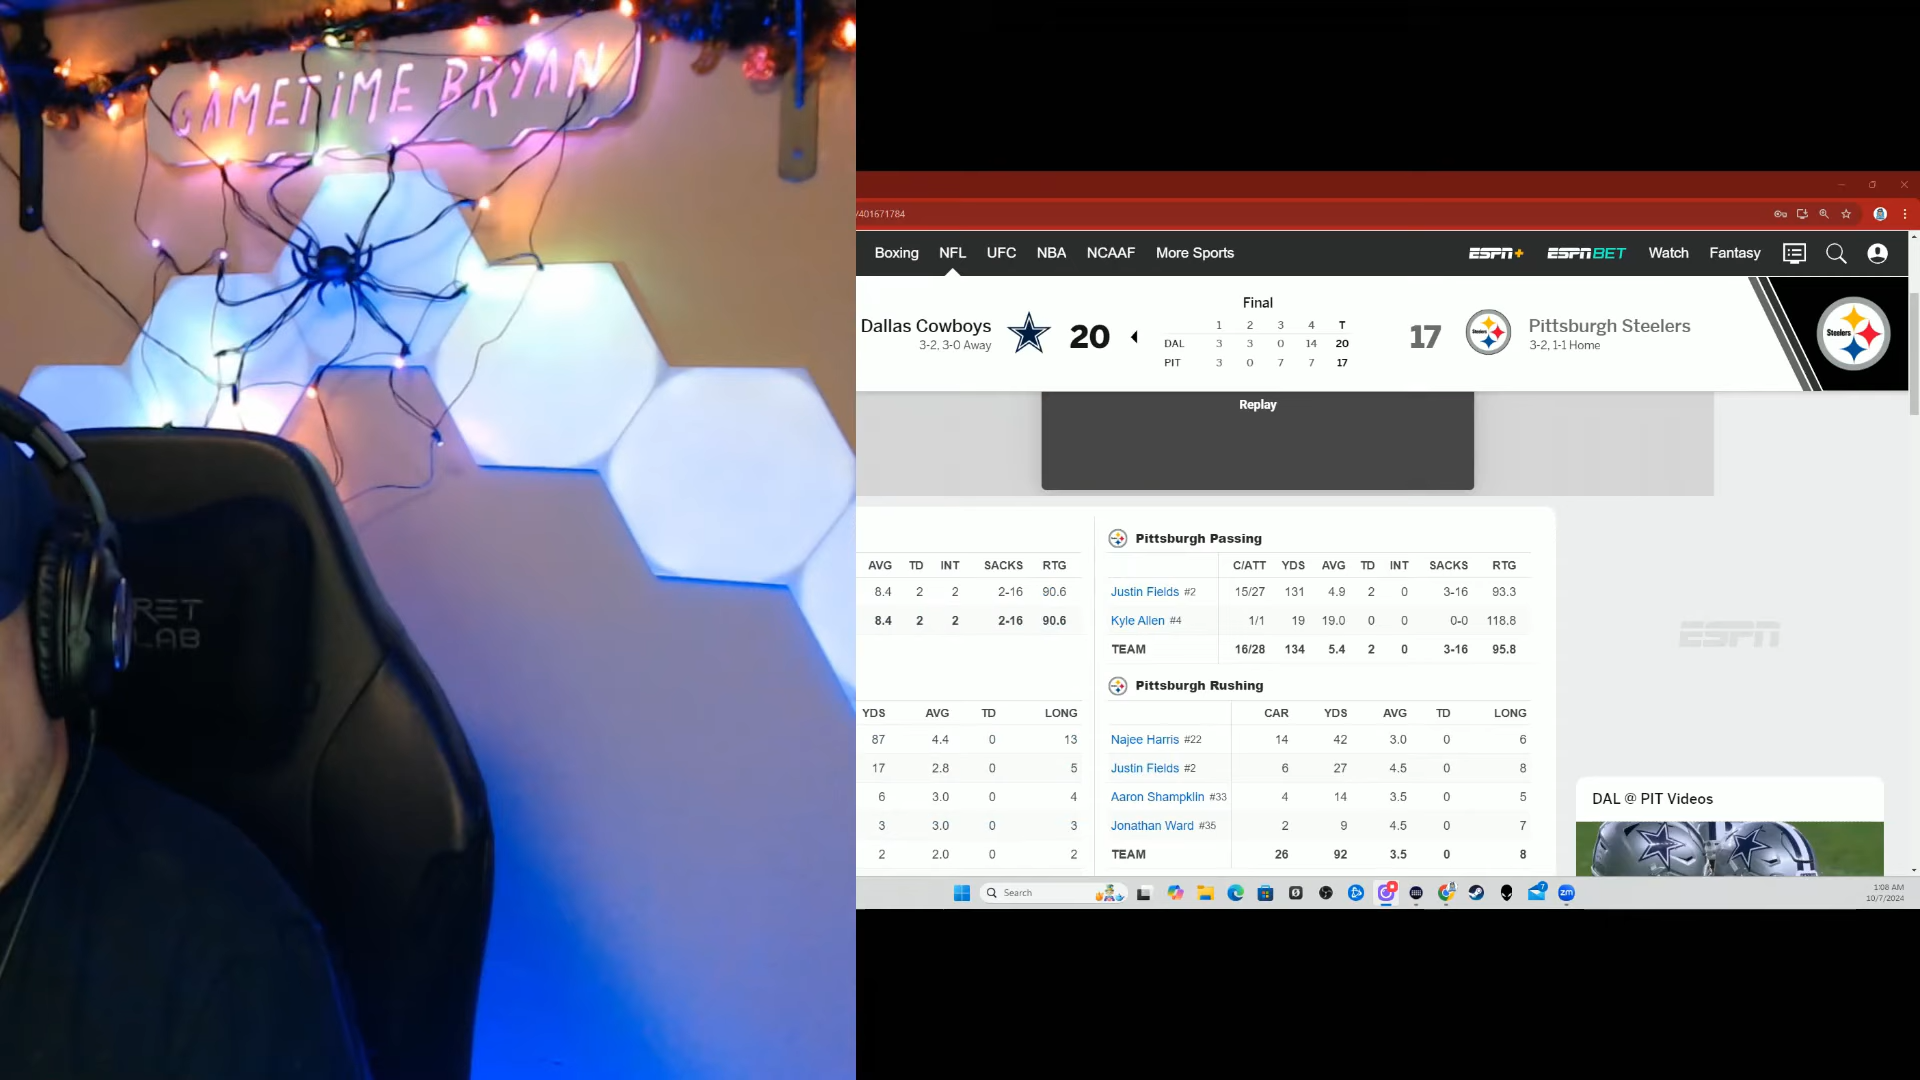 GAMETIME BRYAN
RET
LAB
/401671784
Boxing NFL UFC NBA NCAAF More Sports ESPN+ ESPN BET Watch Fantasy
Final
Dallas Cowboys
3-2, 3-0 Away
20
1 2 3 4 T
DAL 3 3 0 14 20
PIT 3 0 7 7 17
17
Steelers
Pittsburgh Steelers
3-2, 1-1 Home
Steelers
Replay
AVG TD INT SACKS RTG
8.4 2 2 2-16 90.6
8.4 2 2 2-16 90.6
YDS AVG TD LONG
87 4.4 0 13
17 2.8 0 5
6 3.0 0 4
3 3.0 0 3
2 2.0 0 2
Pittsburgh Passing
C/ATT YDS AVG TD INT SACKS RTG
Justin Fields #2 15/27 131 4.9 2 0 3-16 93.3
Kyle Allen #4 1/1 19 19.0 0 0 0-0 118.8
TEAM 16/28 134 5.4 2 0 3-16 95.8
Pittsburgh Rushing
CAR YDS AVG TD LONG
Najee Harris #22 14 42 3.0 0 6
Justin Fields #2 6 27 4.5 0 8
Aaron Shampklin #33 4 14 3.5 0 5
Jonathan Ward #35 2 9 4.5 0 7
TEAM 26 92 3.5 0 8
ESPN
DAL @ PIT Videos
Search
7
zm
1:08 AM
10/7/2024